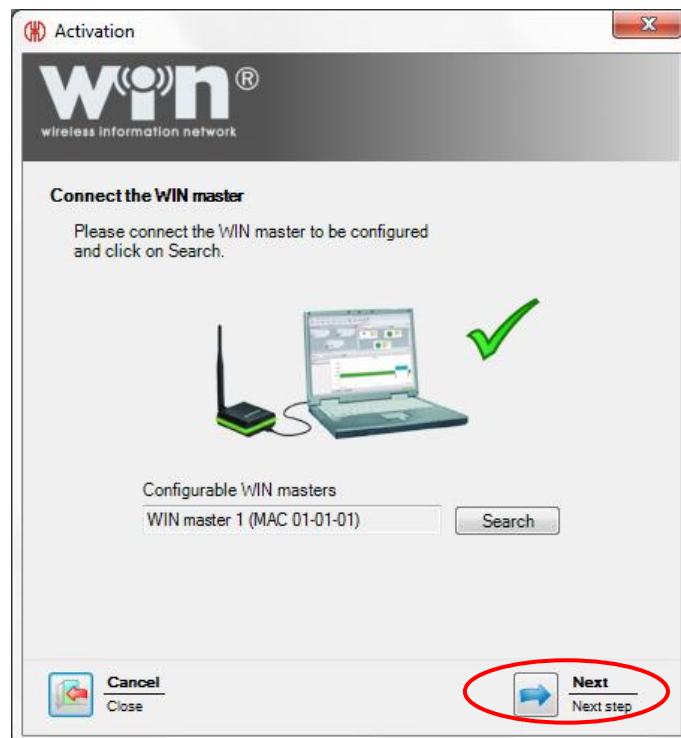 Activation
WIN®
wireless information network
Connect the WIN master
Please connect the WIN master to be configured
and click on Search.
Configurable WIN masters
WIN master 1 (MAC 01-01-01)
Search
Cancel
Close
Next
Next step